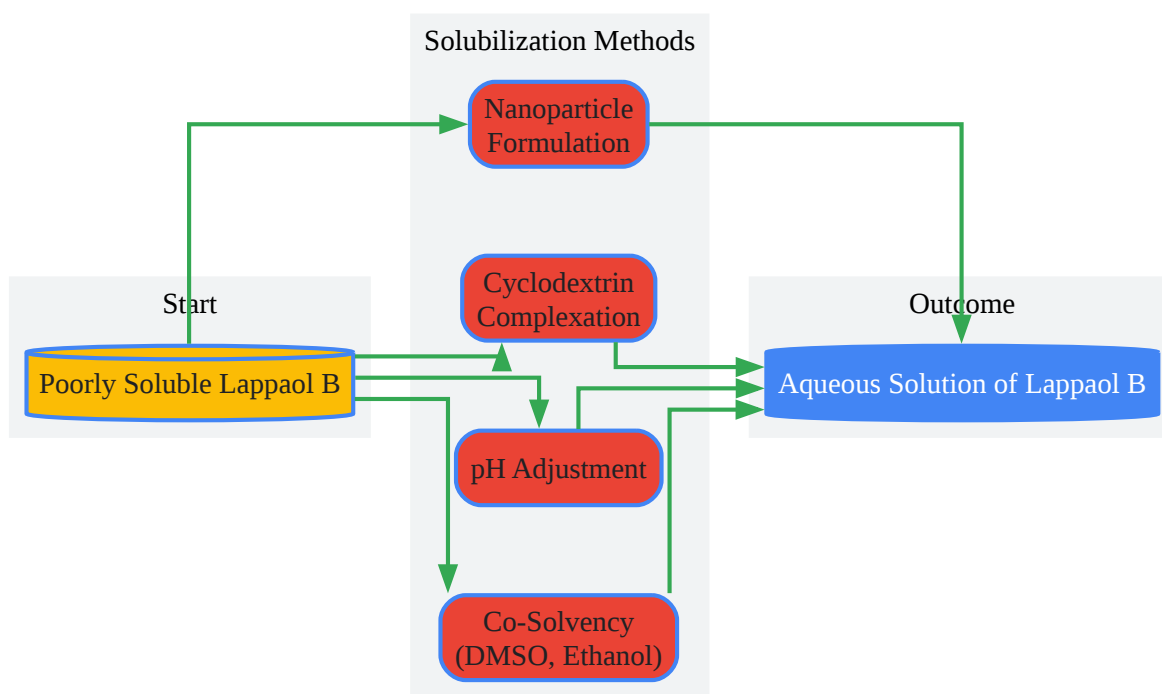 Solubilization Methods
Nanoparticle
Formulation
Cyclodextrin
Complexation
Start
Outcome
Poorly Soluble Lappaol B
Aqueous Solution of Lappaol B
pH Adjustment
Co-Solvency
(DMSO, Ethanol)